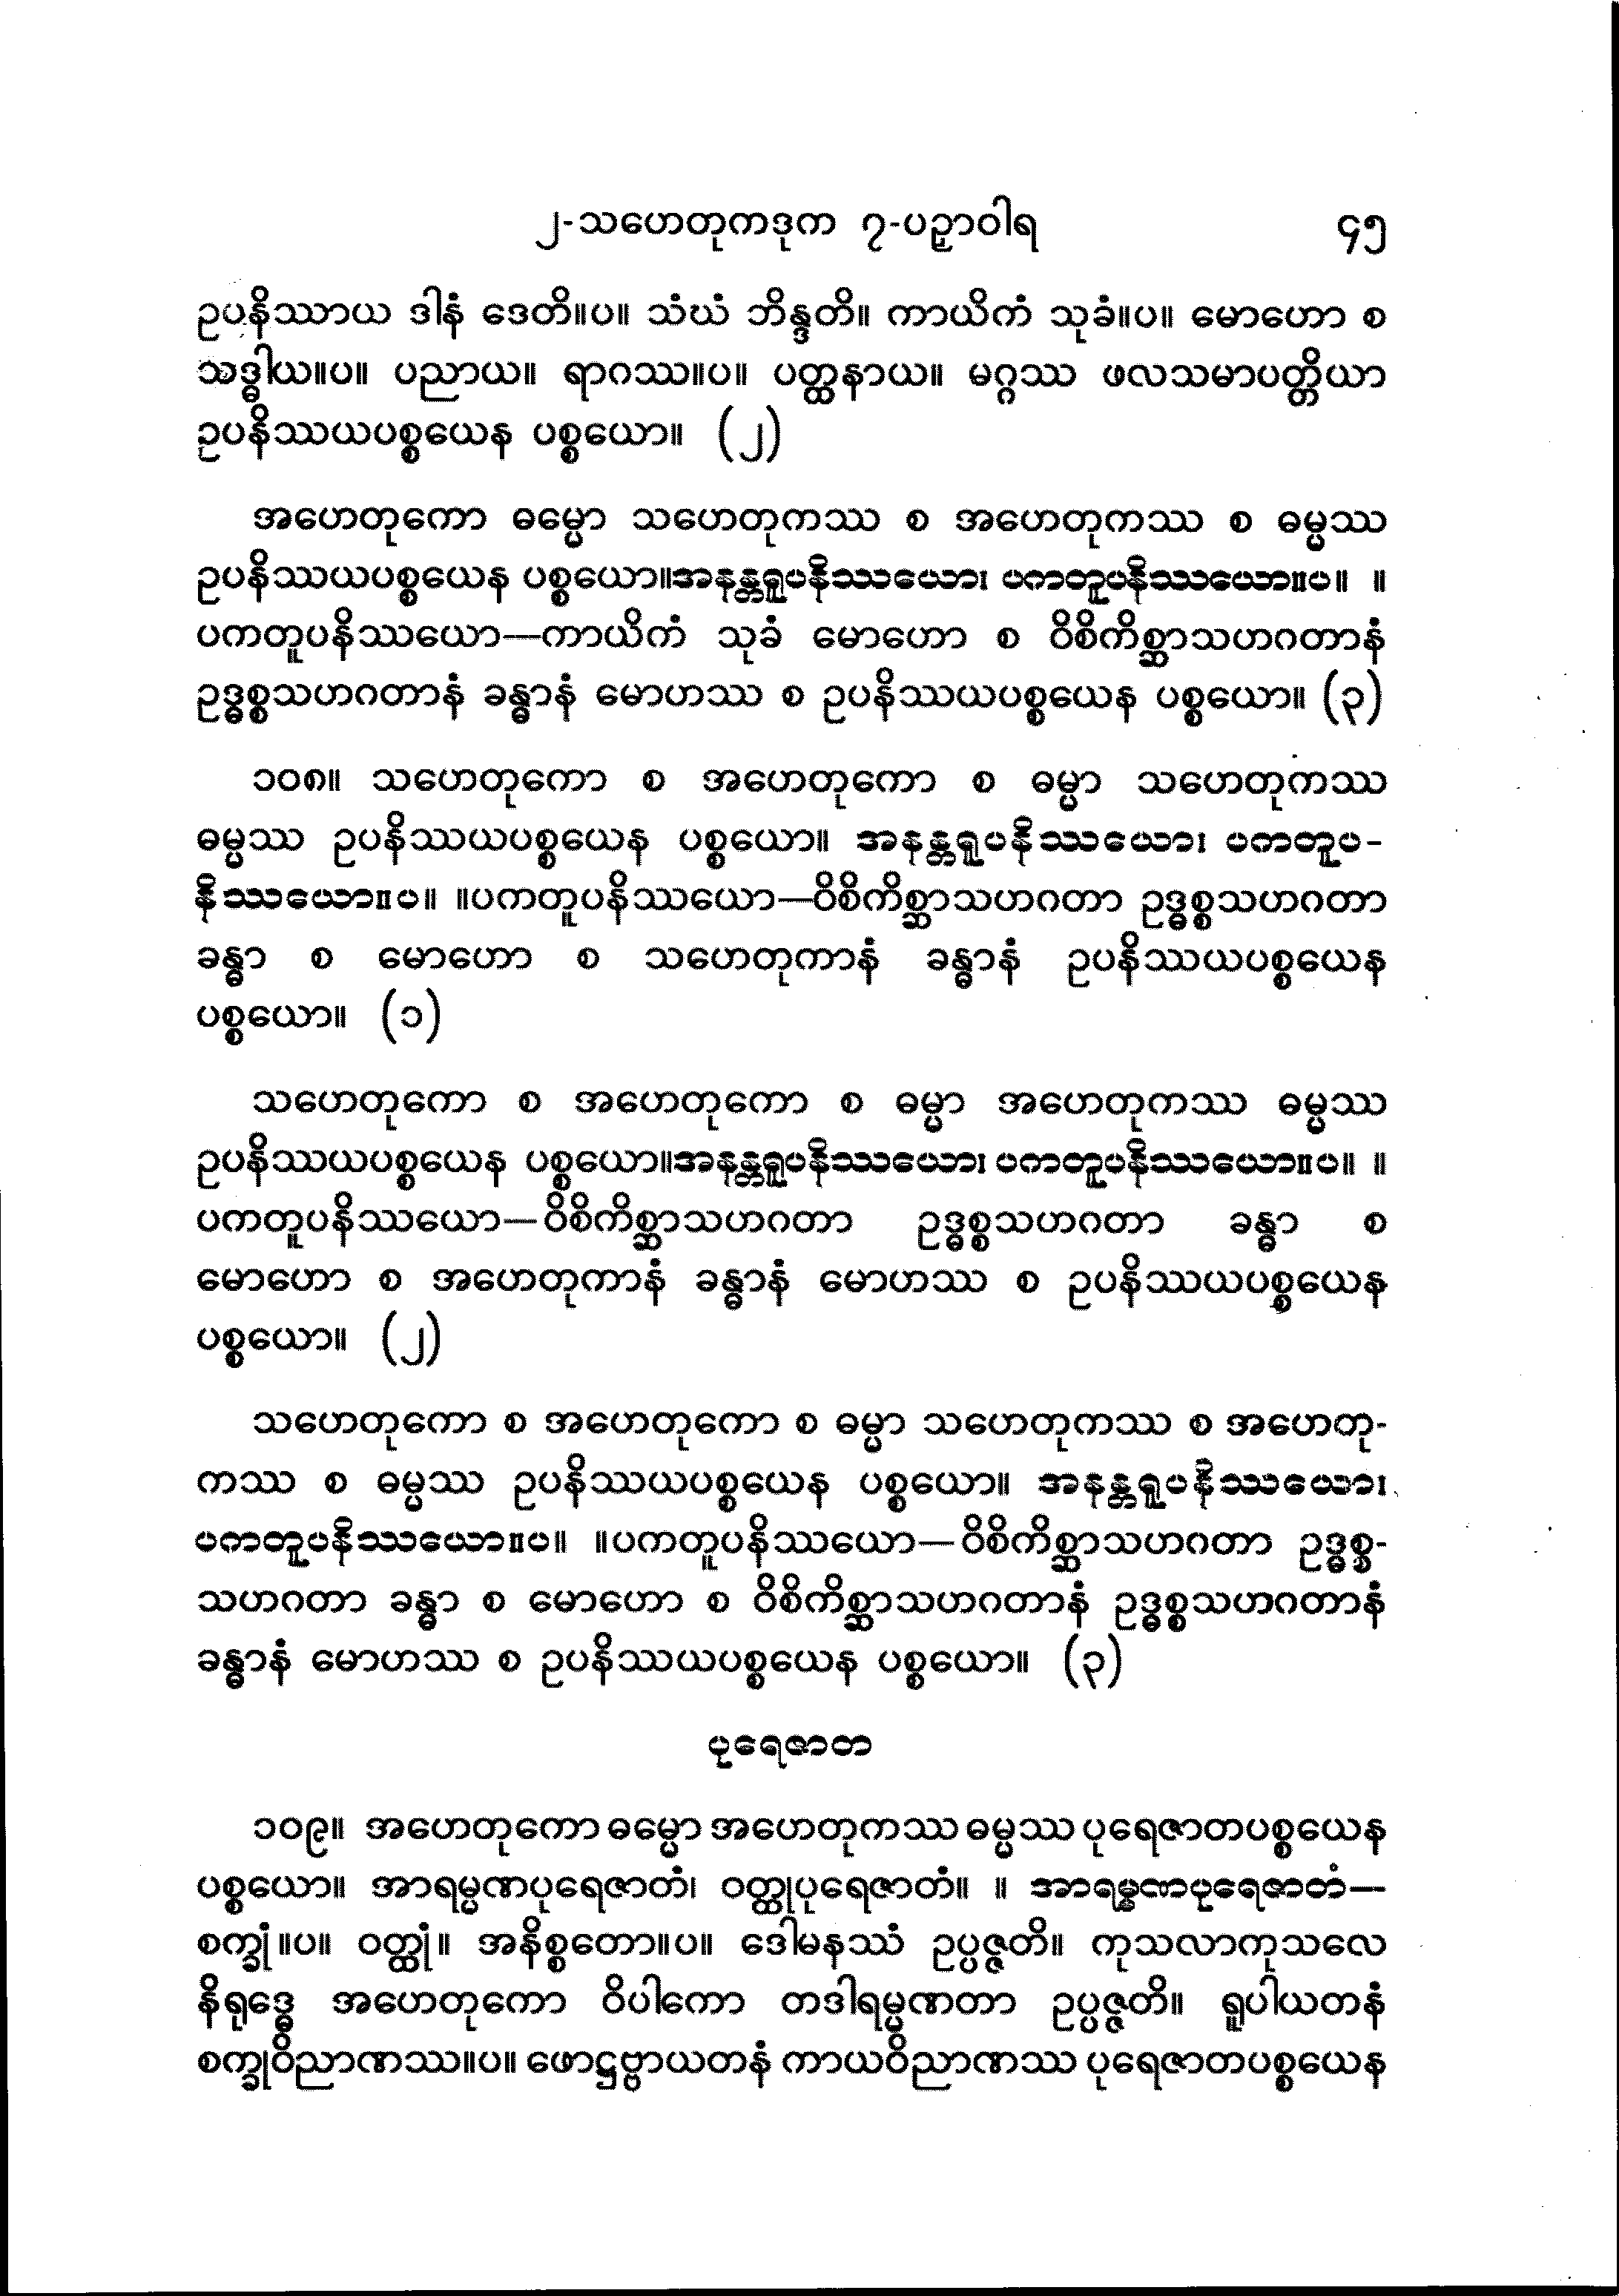 ၂-သဟေတုကဒုက ၇-ပဉှာဝါရ ၄၅
ဥပနိဿာယ ဒါနံ ဒေတိ။ပ။ သံဃံ ဘိန္ဒတိ။ ကာယိကံ သုခံ။ပ။ မောဟော စ
သဒ္ဓါယ။ပ။ ပညာယ။ ရာဂဿ။ပ။ ပတ္ထနာယ။ မဂ္ဂဿ ဖလသမာပတ္တိယာ
ဥပနိဿယပစ္စယေန ပစ္စယော။ (၂)
အဟေတုကော ဓမ္မော သဟေတုကဿ စ အဟေတုကဿ စ ဓမ္မဿ
ဥပနိဿယပစ္စယေန ပစ္စယော။အနန္တရူပနိဿယော၊ ပကတူပနိဿယော။ပ။ ။
ပကတူပနိဿယော—ကာယိကံ သုခံ မောဟော စ ဝိစိကိစ္ဆာသဟဂတာနံ
ဥဒ္ဓစ္စသဟဂတာနံ ခန္ဓာနံ မောဟဿ စ ဥပနိဿယပစ္စယေန ပစ္စယော။ (၃)
၁၀၈။ သဟေတုကော စ အဟေတုကော စ ဓမ္မာ သဟေတုကဿ
ဓမ္မဿ ဥပနိဿယပစ္စယေန ပစ္စယော။ အနန္တရူပနိဿယော၊ ပကတူပ-
နိဿယော။ပ။ ။ပကတူပနိဿယော—ဝိစိကိစ္ဆာသဟဂတာ ဥဒ္ဓစ္စသဟဂတာ
ခန္ဓာ စ မောဟော စ သဟေတုကာနံ ခန္ဓာနံ ဥပနိဿယပစ္စယေန
ပစ္စယော။ (၁)
သဟေတုကော စ အဟေတုကော စ ဓမ္မာ အဟေတုကဿ ဓမ္မဿ
ဥပနိဿယပစ္စယေန ပစ္စယော။အနန္တရူပနိဿယော၊ ပကတူပနိဿယော။ပ။ ။
ပကတူပနိဿယော—ဝိစိကိစ္ဆာသဟဂတာ ဥဒ္ဓစ္စသဟဂတာ ခန္ဓာ စ
မောဟော စ အဟေတုကာနံ ခန္ဓာနံ မောဟဿ စ ဥပနိဿယပစ္စယေန
ပစ္စယော။ (၂)
သဟေတုကော စ အဟေတုကော စ ဓမ္မာ သဟေတုကဿ စ အဟေတု-
ကဿ စ ဓမ္မဿ ဥပနိဿယပစ္စယေန ပစ္စယော။ အနန္တရူပနိဿယော၊
ပကတူပနိဿယော။ပ။ ။ပကတူပနိဿယော—ဝိစိကိစ္ဆာသဟဂတာ ဥဒ္ဓစ္စ-
သဟဂတာ ခန္ဓာ စ မောဟော စ ဝိစိကိစ္ဆာသဟဂတာနံ ဥဒ္ဓစ္စသဟဂတာနံ
ခန္ဓာနံ မောဟဿ စ ဥပနိဿယပစ္စယေန ပစ္စယော။ (၃)
ပုရေဇာတ
၁၀၉။ အဟေတုကော ဓမ္မော အဟေတုကဿ ဓမ္မဿ ပုရေဇာတပစ္စယေန
ပစ္စယော။ အာရမ္မဏပုရေဇာတံ၊ ဝတ္ထုပုရေဇာတံ။ ။ အာရမ္မဏပုရေဇာတံ—
စက္ခုံ။ပ။ ဝတ္ထုံ။ အနိစ္စတော။ပ။ ဒေါမနဿံ ဥပ္ပဇ္ဇတိ။ ကုသလာကုသလေ
နိရုဒ္ဓေ အဟေတုကော ဝိပါကော တဒါရမ္မဏတာ ဥပ္ပဇ္ဇတိ။ ရူပါယတနံ
စက္ခုဝိညာဏဿ။ပ။ ဖောဋ္ဌဗ္ဗာယတနံ ကာယဝိညာဏဿ ပုရေဇာတပစ္စယေန